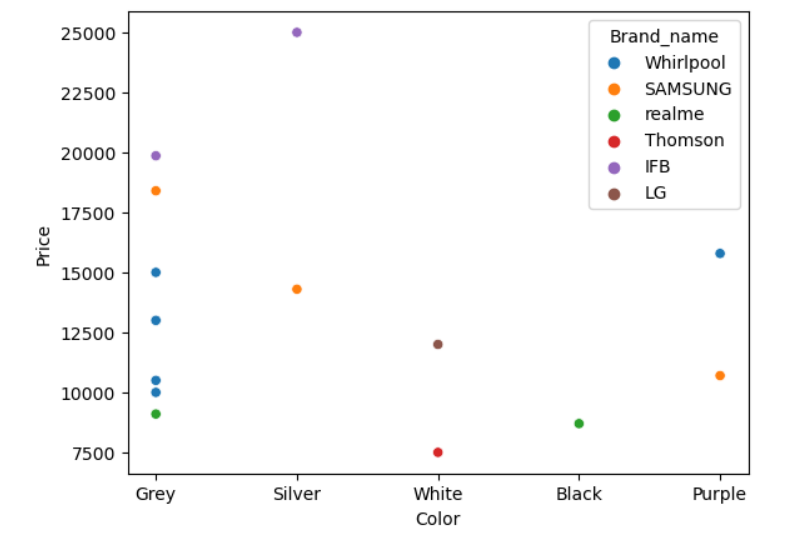 25000
22500
20000
17500
15000
12500
10000
7500
Price
Grey
Silver
White
Black
Purple
Color
Brand_name
Whirlpool
SAMSUNG
realme
Thomson
IFB
LG